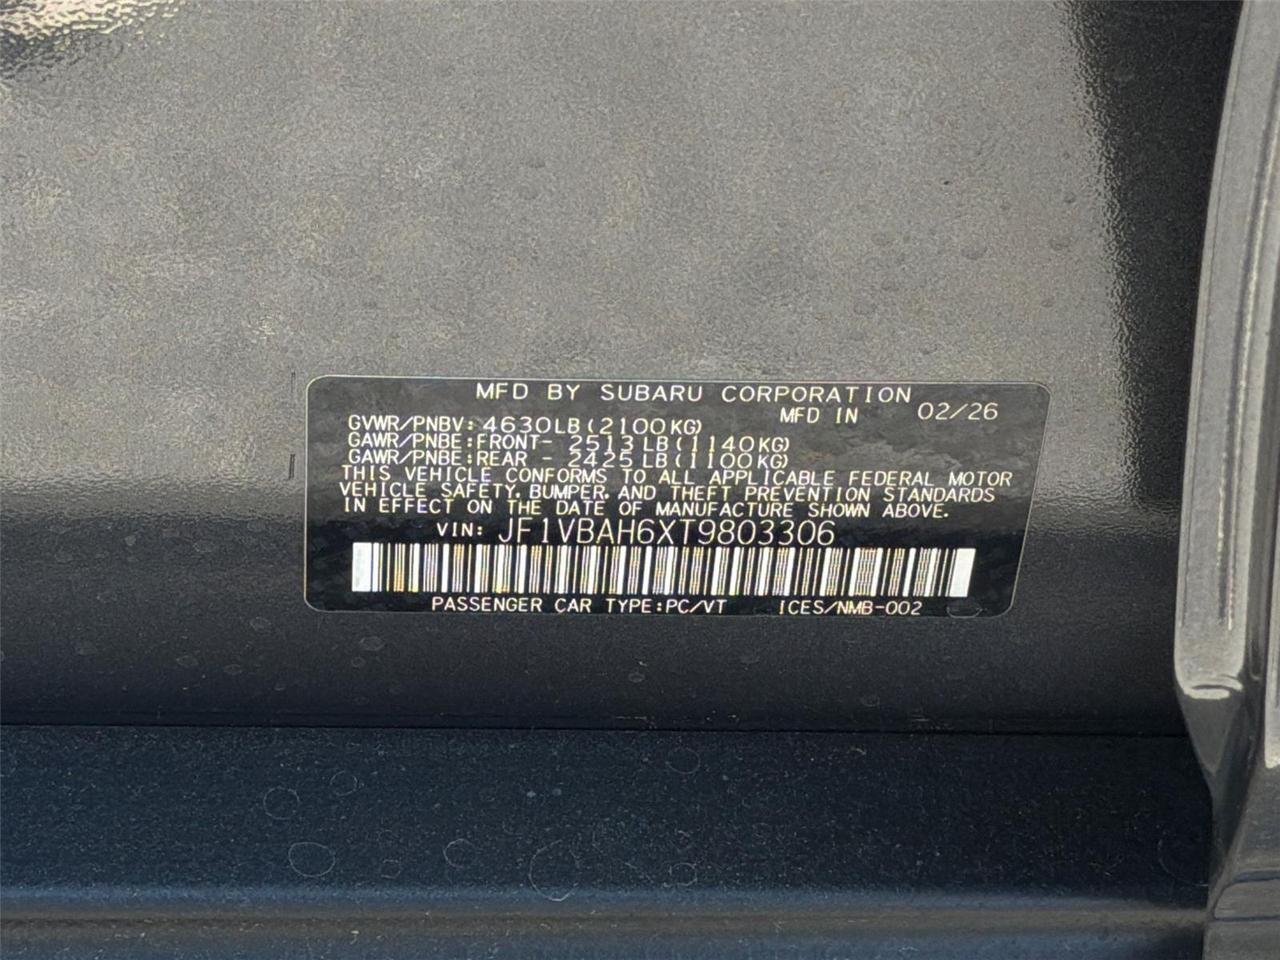 MFD BY SUBARU CORPORATION
MFD IN 02/26
GVWR/PNBV: 4630LB(2100KG)
GAWR/PNBE:FRONT- 2513LB(1140KG)
GAWR/PNBE:REAR - 2425LB(1100KG)
THIS VEHICLE CONFORMS TO ALL APPLICABLE FEDERAL MOTOR
VEHICLE SAFETY, BUMPER, AND THEFT PREVENTION STANDARDS
IN EFFECT ON THE DATE OF MANUFACTURE SHOWN ABOVE.
VIN: JF1VBAH6XT9803306
PASSENGER CAR TYPE:PC/VT ICES/NMB-002